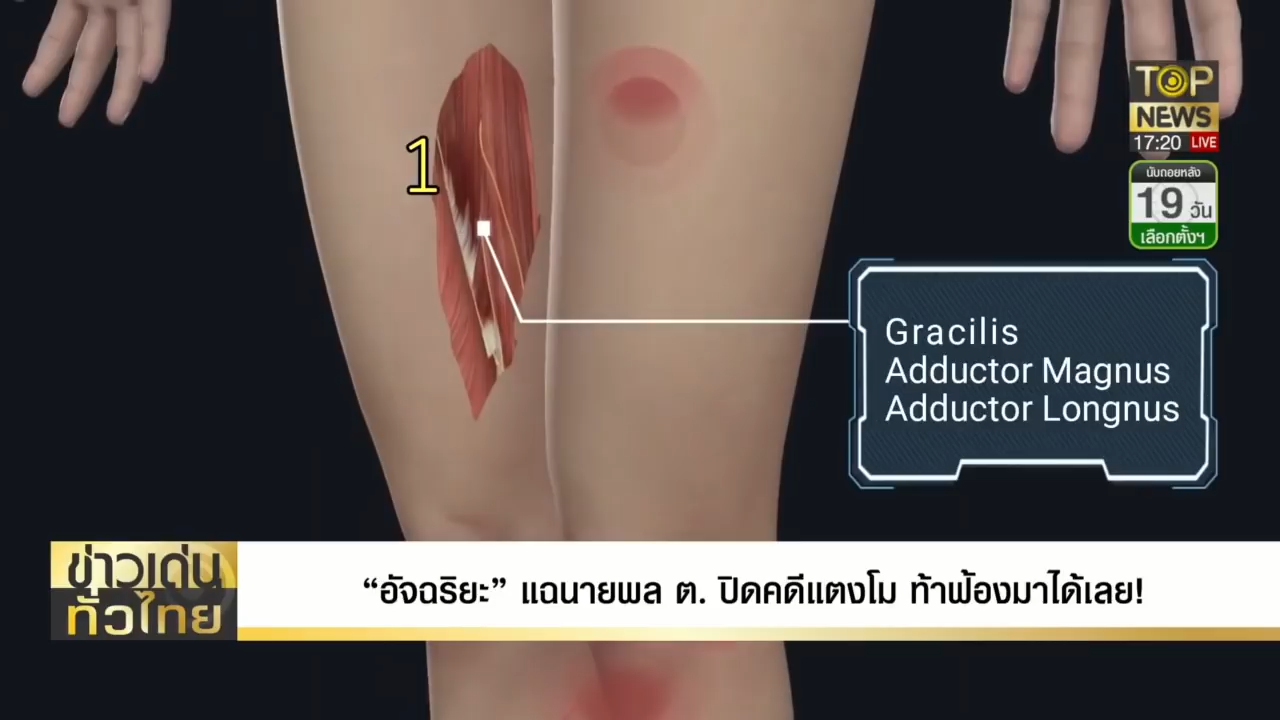 TOP
NEWS
17:20 LIVE
นับถอยหลัง
19 วัน
เลือกตั้งฯ
1
Gracilis
Adductor Magnus
Adductor Longnus
ข่าวเด่น
ทั่วไทย
“อัจฉริยะ” แฉนายพล ต. ปิดคดีแตงโม ท้าฟ้องมาได้เลย!